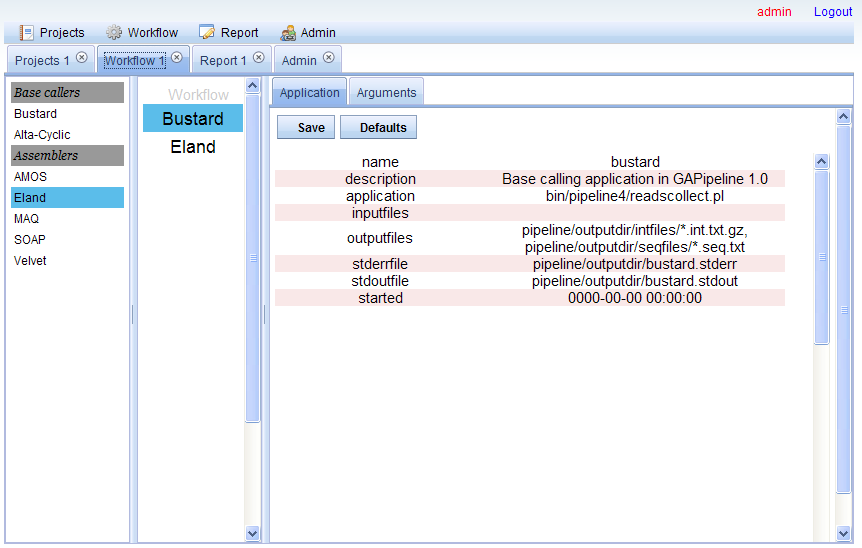 admin Logout
Projects Workflow Report Admin
Projects 1 Workflow 1 Report 1 Admin
Base callers
Bustard
Alta-Cyclic
Assemblers
AMOS
Eland
MAQ
SOAP
Velvet
Workflow
Bustard
Eland
Application Arguments
Save Defaults
name bustard
description Base calling application in GAPipeline 1.0
application bin/pipeline4/readscollect.pl
inputfiles
outputfiles pipeline/outputdir/intfiles/*.int.txt.gz,
pipeline/outputdir/seqfiles/*.seq.txt
stderrfile pipeline/outputdir/bustard.stderr
stdoutfile pipeline/outputdir/bustard.stdout
started 0000-00-00 00:00:00